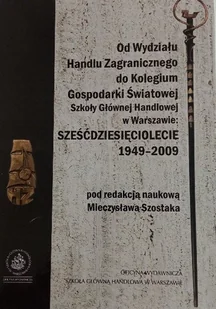 Od Wydziału
Handlu Zagranicznego
do Kolegium
Gospodarki Światowej
Szkoły Głównej Handlowej
w Warszawie:
SZEŚĆDZIESIĘCIOLECIE
1949-2009
pod redakcją naukową
Mieczysława Szostaka
OFICYNA WYDAWNICZA
SZKOŁA GŁÓWNA HANDLOWA W WARSZAWIE